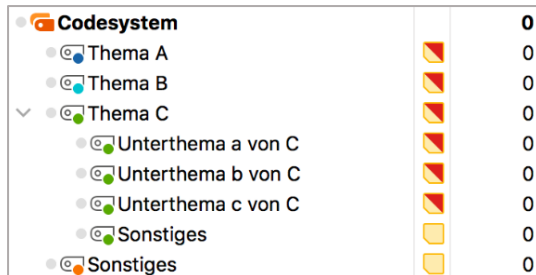 Codesystem 0
Thema A 0
Thema B 0
Thema C 0
Unterthema a von C 0
Unterthema b von C 0
Unterthema c von C 0
Sonstiges 0
Sonstiges 0